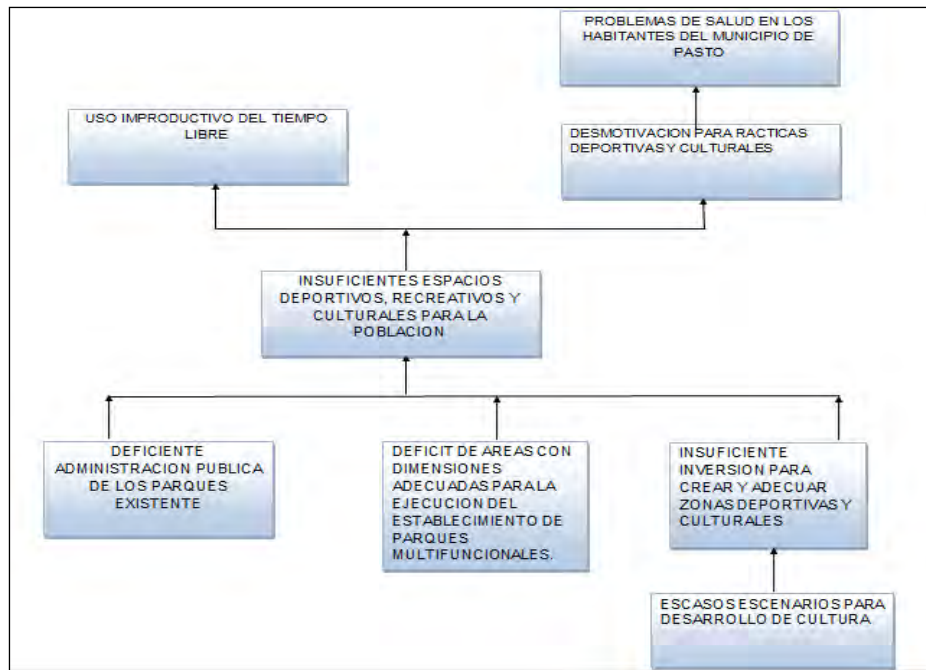 PROBLEMAS DE SALUD EN LOS
HABITANTES DEL MUNICIPIO DE
PASTO
USO IMPRODUCTIVO DEL TIEMPO
LIBRE
DESMOTIVACION PARA RACTICAS
DEPORTIVAS Y CULTURALES
INSUFICIENTES ESPACIOS
DEPORTIVOS, RECREATIVOS Y
CULTURALES PARA LA
POBLACION
DEFICIENTE
ADMINISTRACION PUBLICA
DE LOS PARQUES
EXISTENTE
DEFICIT DE AREAS CON
DIMENSIONES
ADECUADAS PARA LA
EJECUCION DEL
ESTABLECIMIENTO DE
PARQUES
MULTIFUNCIONALES.
INSUFICIENTE
INVERSION PARA
CREAR Y ADECUAR
ZONAS DEPORTIVAS Y
CULTURALES
ESCASOS ESCENARIOS PARA
DESARROLLO DE CULTURA